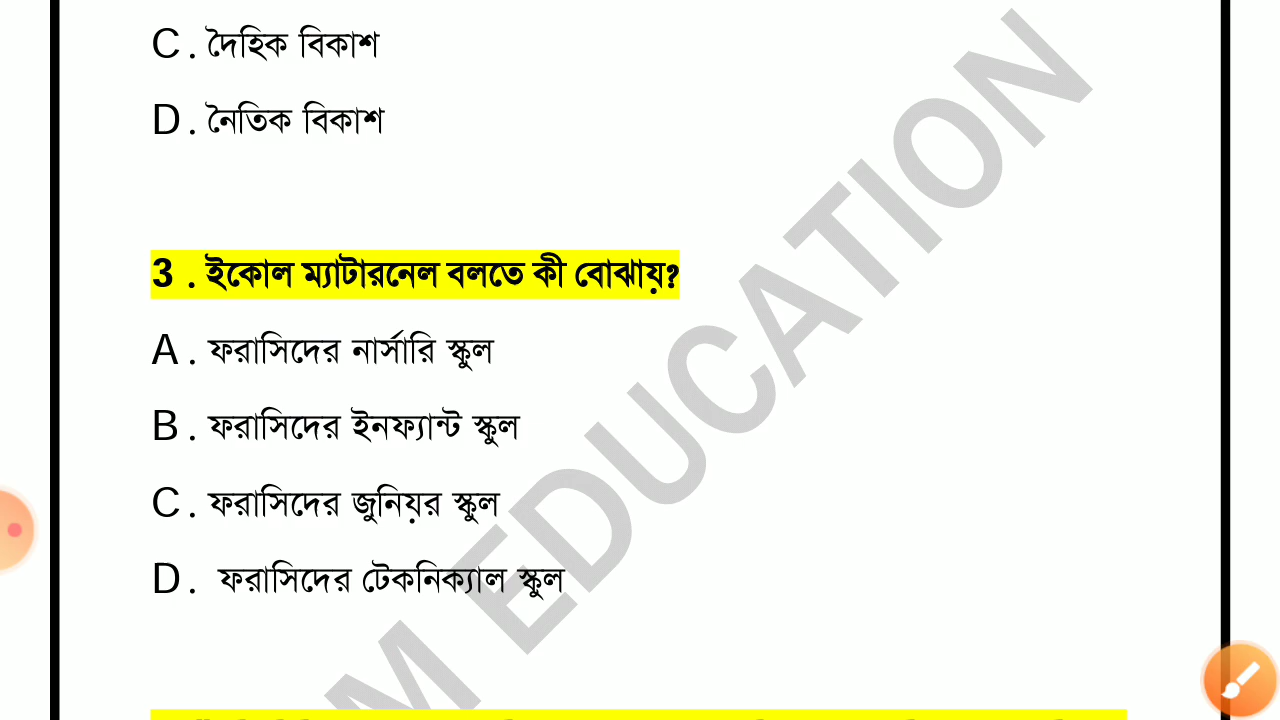 C . দৈহিক বিকাশ
D . নৈতিক বিকাশ
3 . ইকোল ম্যাটারনেল বলতে কী বোঝায়?
A . ফরাসিদের নার্সারি স্কুল
B . ফরাসিদের ইনফ্যান্ট স্কুল
C . ফরাসিদের জুনিয়র স্কুল
D . ফরাসিদের টেকনিক্যাল স্কুল
M EDUCATION